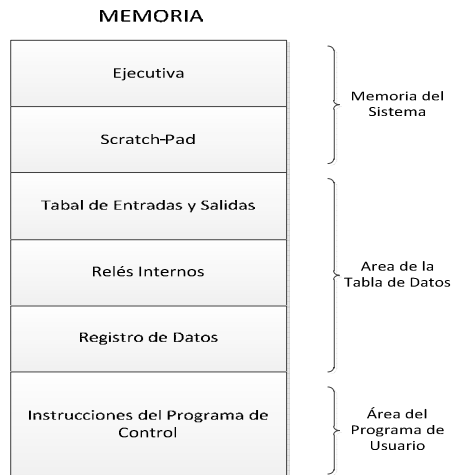 MEMORIA
Ejecutiva
Scratch-Pad
Memoria del
Sistema
Tabal de Entradas y Salidas
Relés Internos
Registro de Datos
Area de la
Tabla de Datos
Instrucciones del Programa de
Control
Área del
Programa de
Usuario